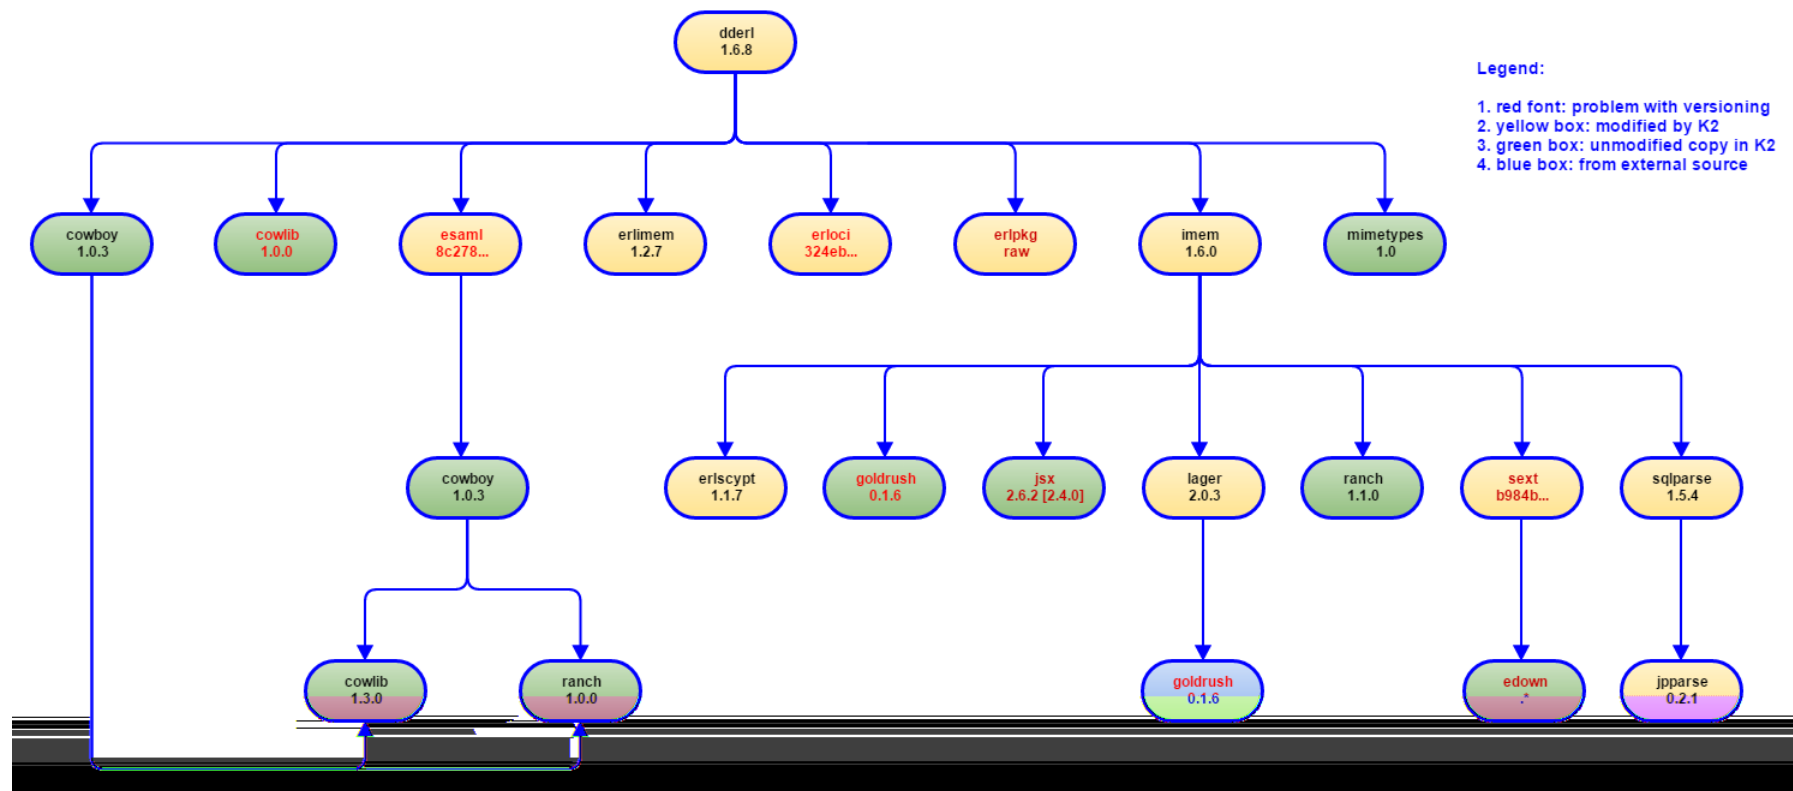 dderl
1.6.8
Legend:
1. red font: problem with versioning
2. yellow box: modified by K2
3. green box: unmodified copy in K2
4. blue box: from external source
cowboy
1.0.3
cowlib
1.0.0
esaml
8c278...
erlimem
1.2.7
erloci
324eb...
erlpkg
raw
imem
1.6.0
mimetypes
1.0
cowboy
1.0.3
erlscypt
1.1.7
goldrush
0.1.6
jsx
2.6.2 [2.4.0]
lager
2.0.3
ranch
1.1.0
sext
b984b...
sqlparse
1.5.4
cowlib
1.3.0
ranch
1.0.0
goldrush
0.1.6
edown
.*
jpparse
0.2.1